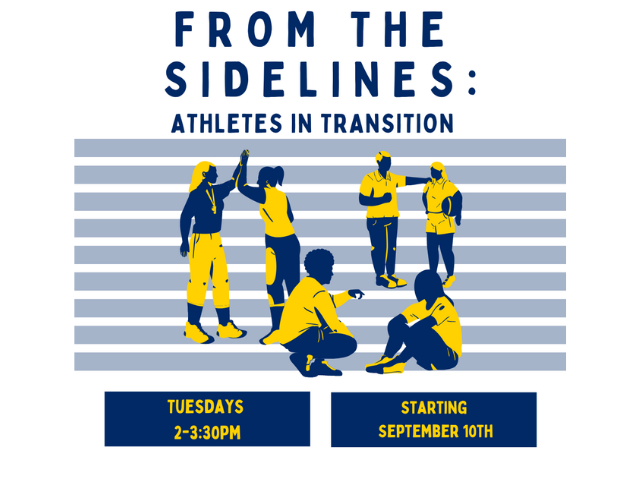 FROM THE
SIDELINES:
ATHLETES IN TRANSITION
TUESDAYS
2-3:30PM
STARTING
SEPTEMBER 10TH